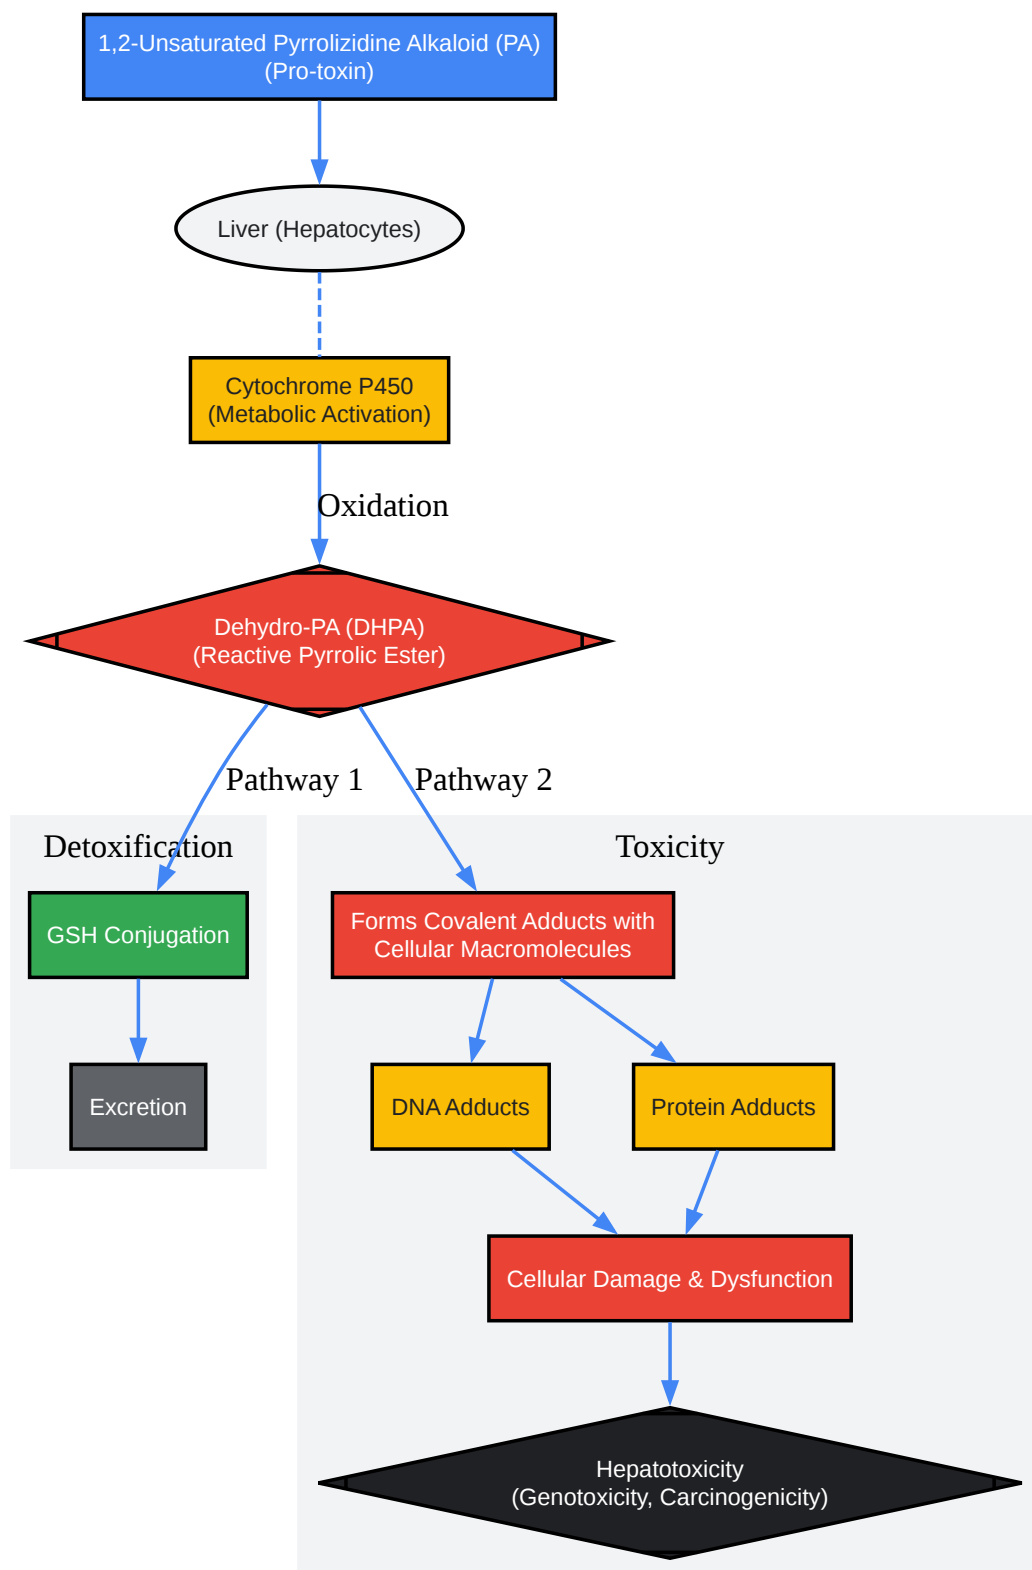 1,2-Unsaturated Pyrrolizidine Alkaloid (PA)
(Pro-toxin)
Liver (Hepatocytes)
Cytochrome P450
(Metabolic Activation)
Oxidation
Dehydro-PA (DHPA)
(Reactive Pyrrolic Ester)
Pathway 1
Pathway 2
Detoxification
GSH Conjugation
Excretion
Toxicity
Forms Covalent Adducts with
Cellular Macromolecules
DNA Adducts
Protein Adducts
Cellular Damage & Dysfunction
Hepatotoxicity
(Genotoxicity, Carcinogenicity)